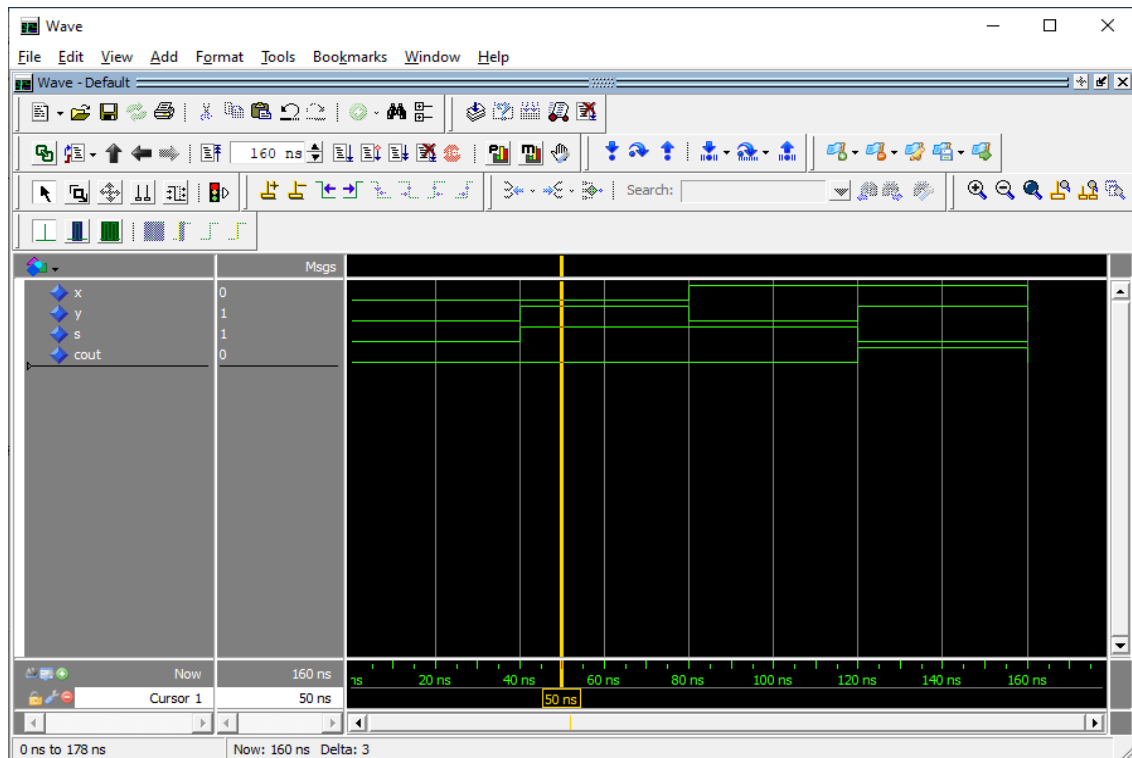 Wave
File Edit View Add Format Tools Bookmarks Window Help
Wave - Default
160 ns
Search:
Msgs
x 0
y 1
s 1
cout 0
Now 160 ns
ns 20 ns 40 ns 60 ns 80 ns 100 ns 120 ns 140 ns 160 ns
Cursor 1 50 ns
50 ns
0 ns to 178 ns Now: 160 ns Delta: 3